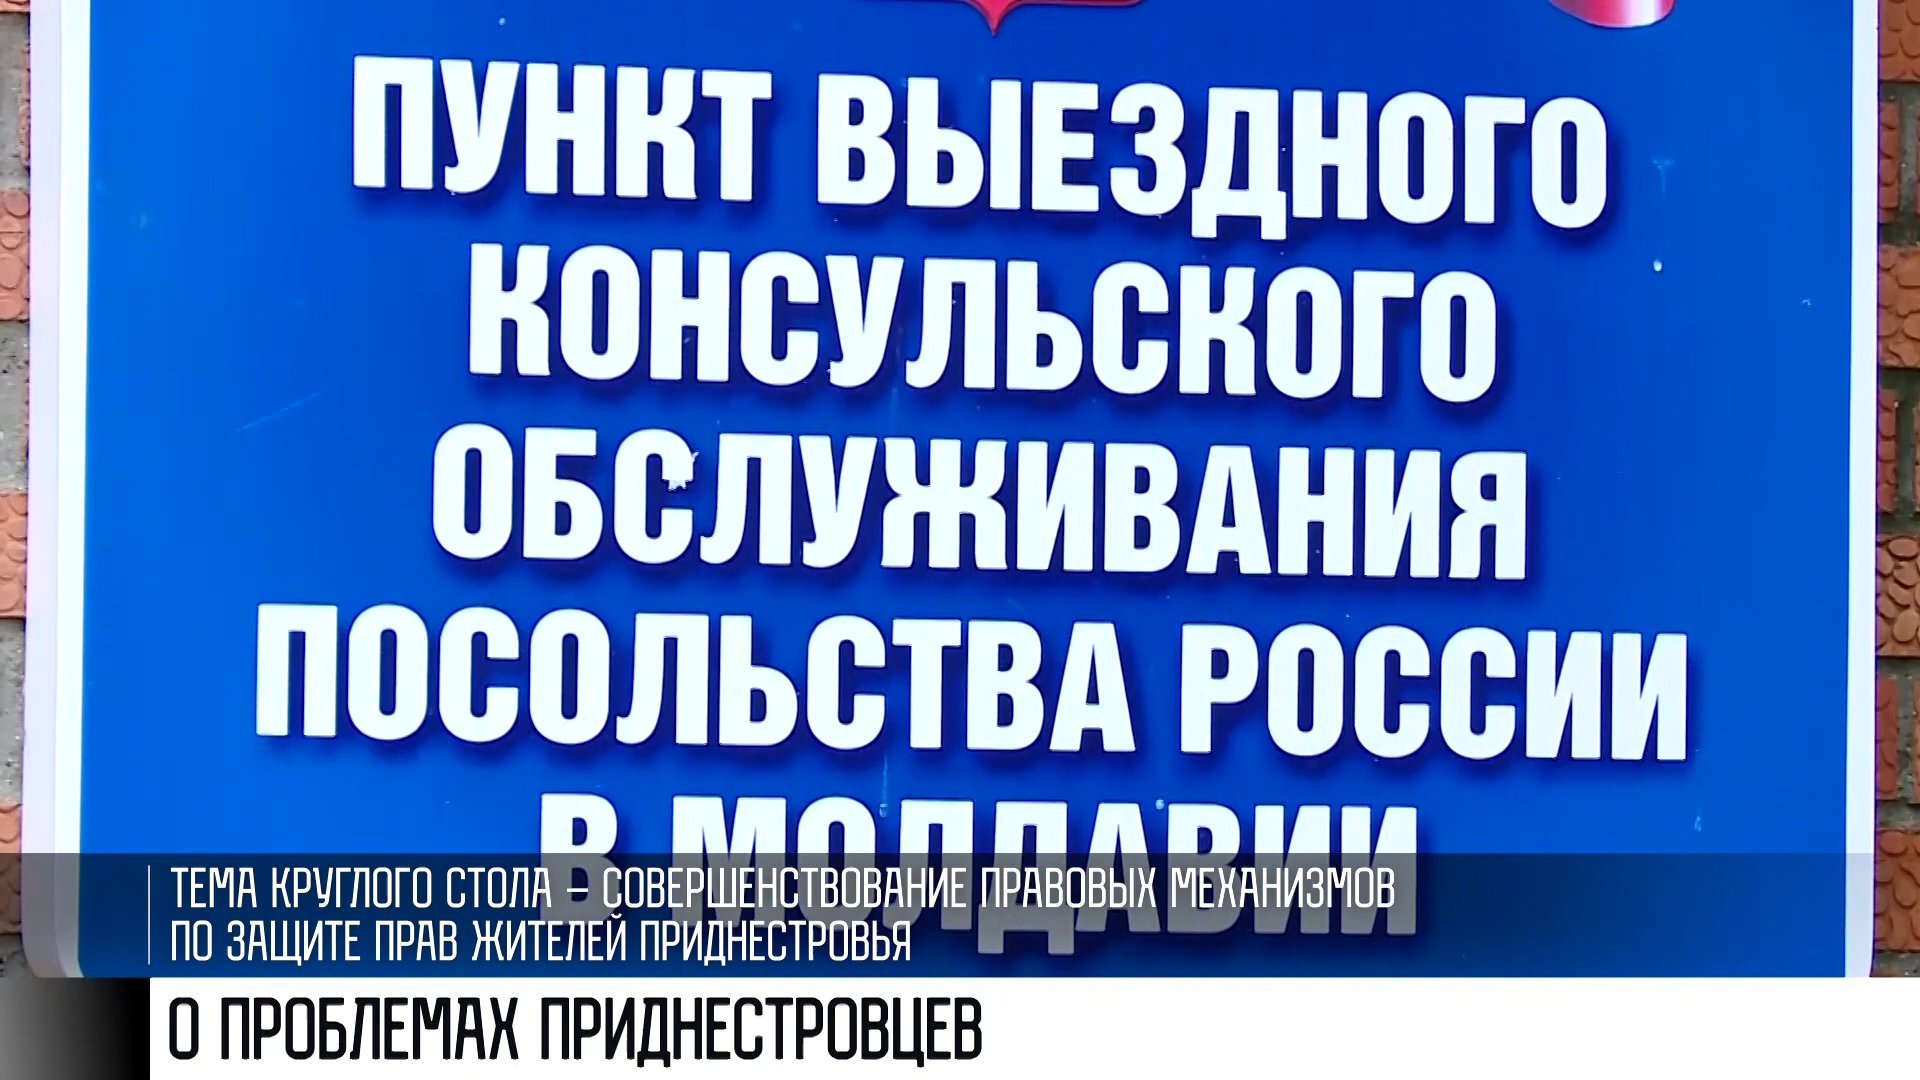 ПУНКТ ВЫЕЗДНОГО
КОНСУЛЬСКОГО
ОБСЛУЖИВАНИЯ
ПОСОЛЬСТВА РОССИИ
В МОЛДАВИИ
ТЕМА КРУГЛОГО СТОЛА – СОВЕРШЕНСТВОВАНИЕ ПРАВОВЫХ МЕХАНИЗМОВ
ПО ЗАЩИТЕ ПРАВ ЖИТЕЛЕЙ ПРИДНЕСТРОВЬЯ
О ПРОБЛЕМАХ ПРИДНЕСТРОВЦЕВ